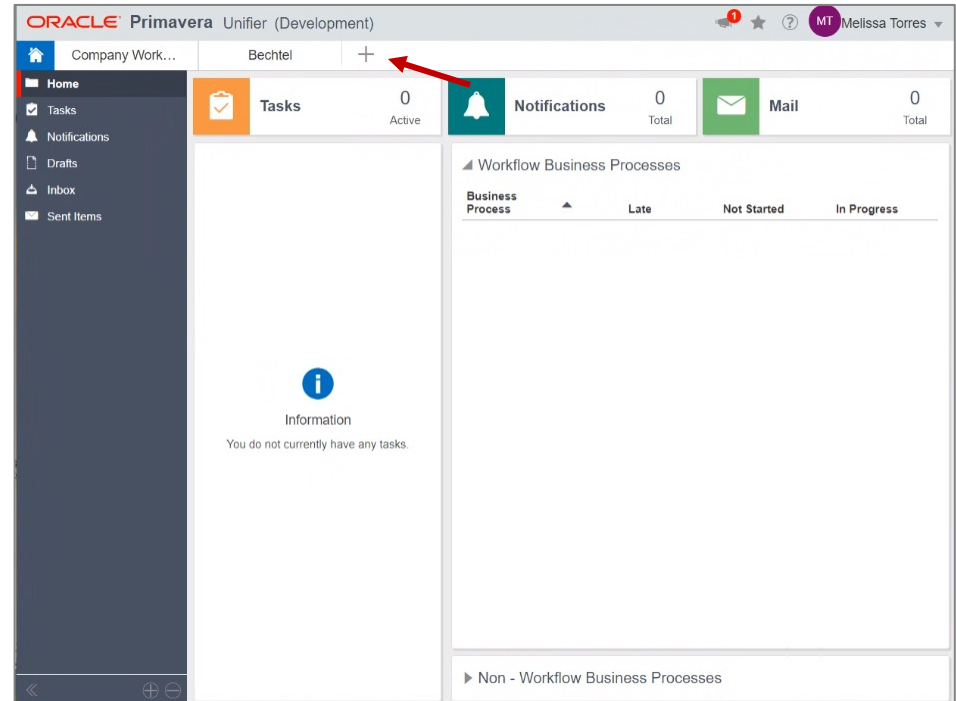 ORACLE Primavera Unifier (Development)
1
?
MT Melissa Torres
Company Work...
Bechtel
Home
Tasks
Notifications
Drafts
Inbox
Sent Items
Tasks
0
Active
Notifications
0
Total
Mail
0
Total
Information
You do not currently have any tasks.
Workflow Business Processes
Business
Process
Late
Not Started
In Progress
Non - Workflow Business Processes